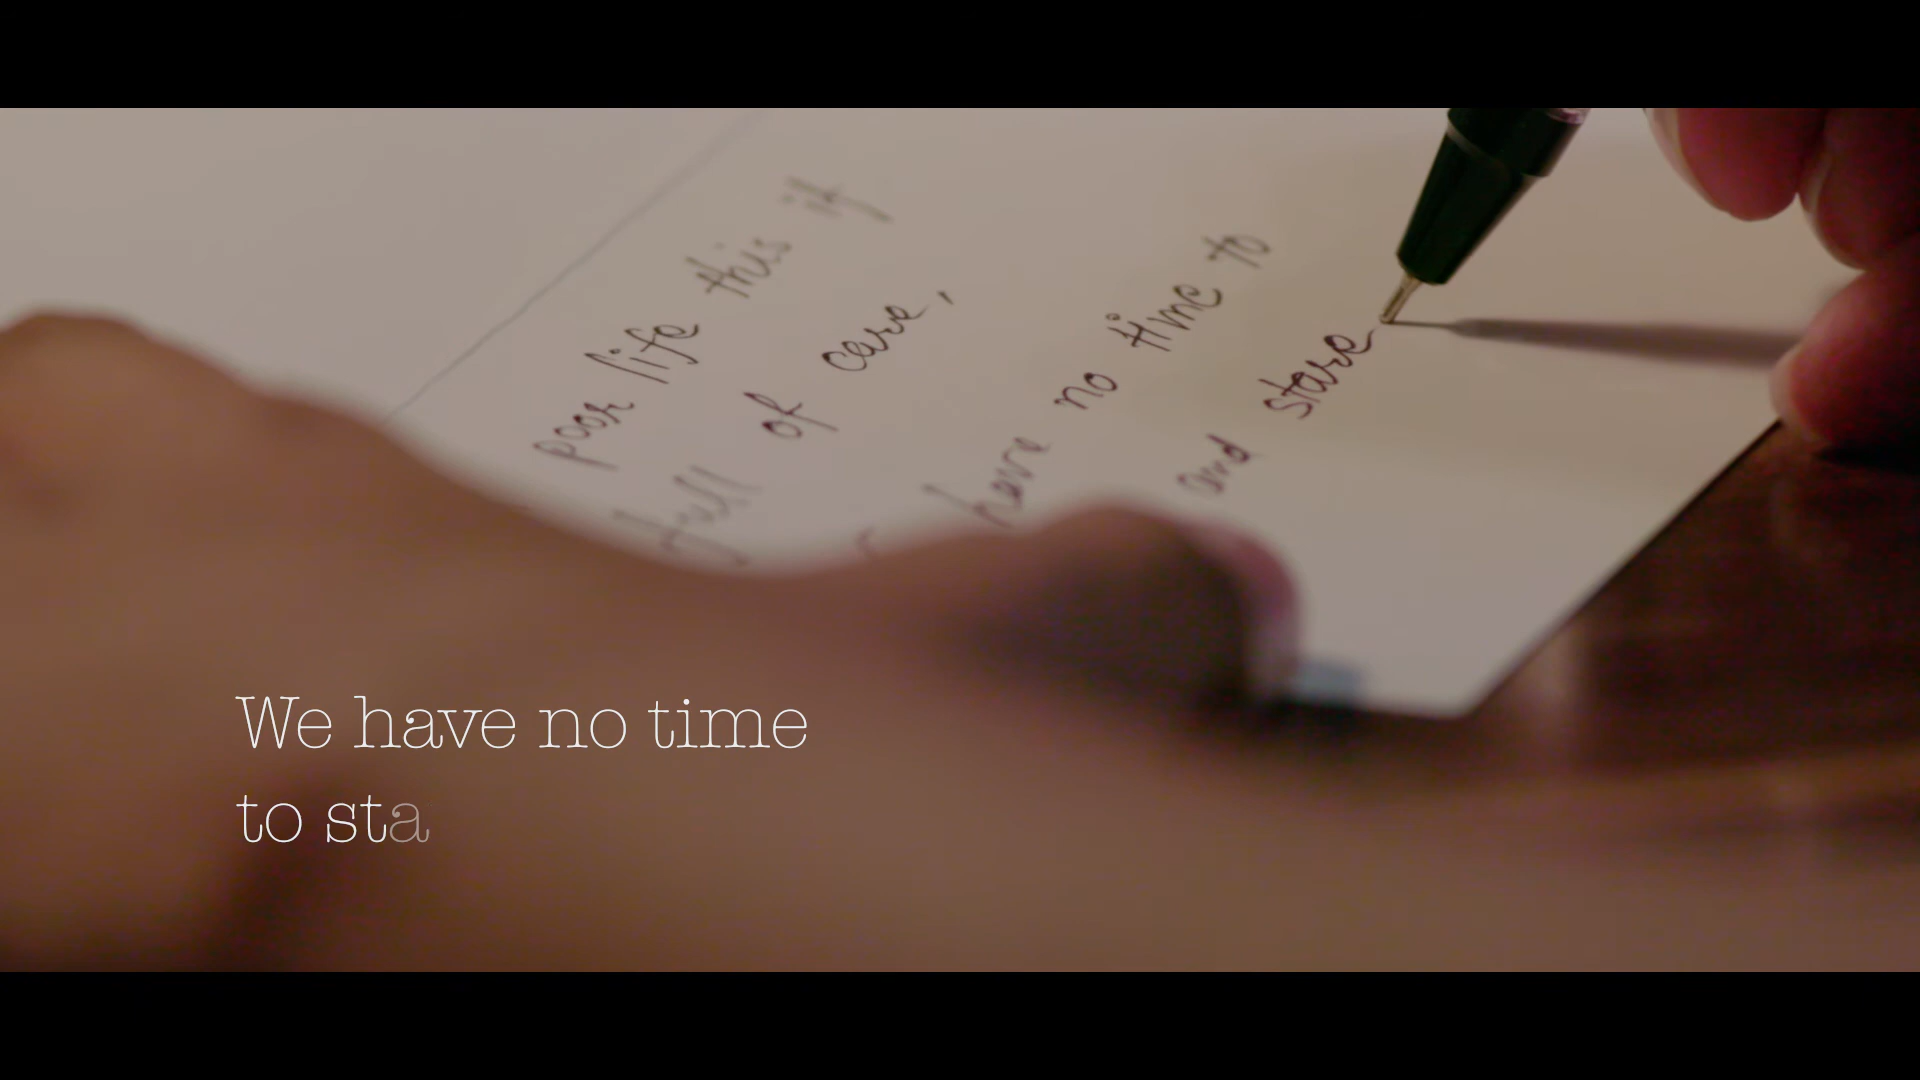 poor life this if
full of care,
have no time to
and stare
We have no time
to sta